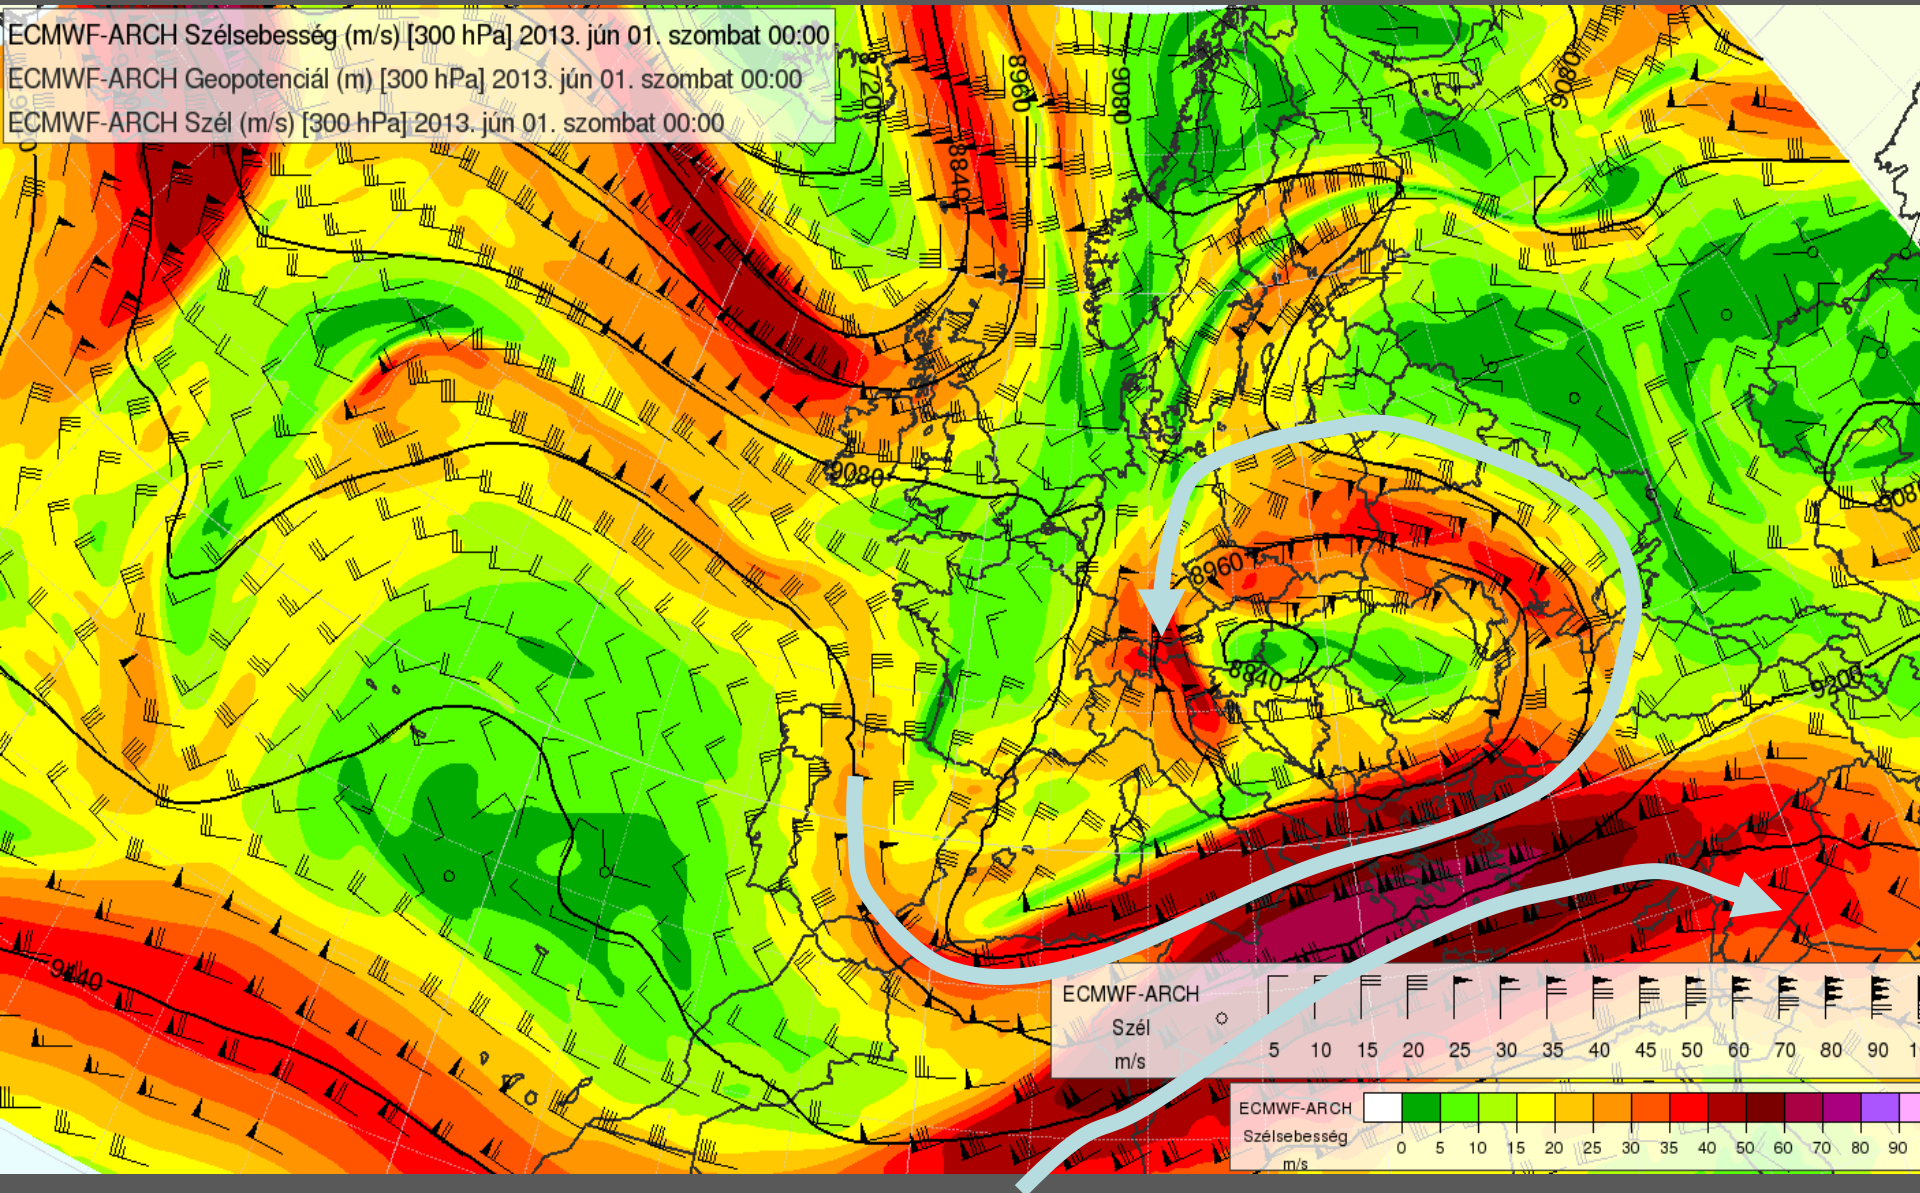 ECMWF-ARCH Szélsebesség (m/s) [300 hPa] 2013. jún 01. szombat 00:00
ECMWF-ARCH Geopotenciál (m) [300 hPa] 2013. jún 01. szombat 00:00
ECMWF-ARCH Szél (m/s) [300 hPa] 2013. jún 01. szombat 00:00
8720
8960
9080
9080
8840
9080
9080
8960
8840
9200
9440
ECMWF-ARCH
Szél
m/s
5 10 15 20 25 30 35 40 45 50 60 70 80 90
ECMWF-ARCH
Szélsebesség
m/s
0 5 10 15 20 25 30 35 40 50 60 70 80 90